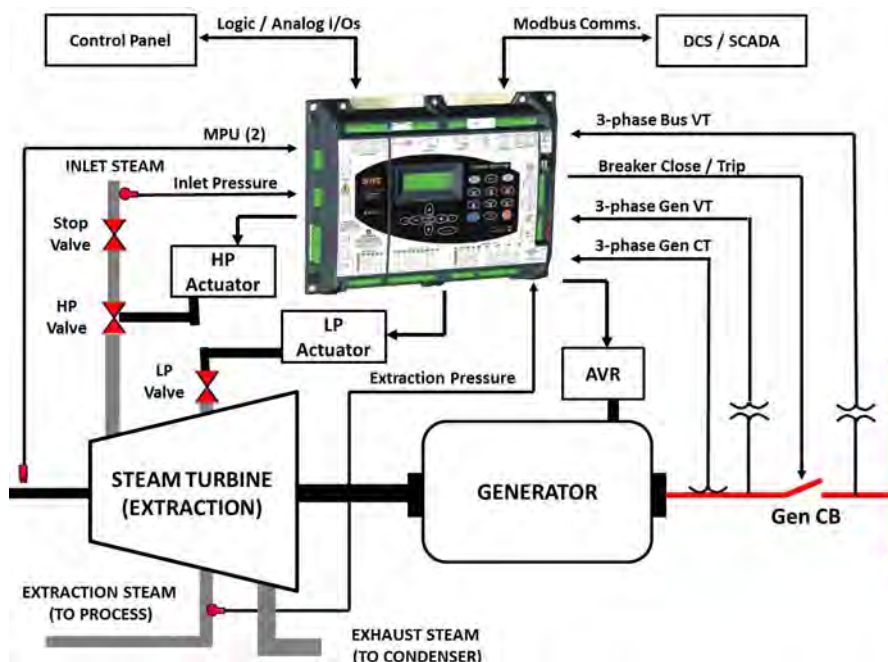 Control Panel
Logic / Analog I/Os
Modbus Comms.
DCS / SCADA
MPU (2)
3-phase Bus VT
INLET STEAM
Inlet Pressure
Breaker Close / Trip
Stop
Valve
3-phase Gen VT
HP
Actuator
3-phase Gen CT
HP
Valve
LP
Actuator
LP
Valve
Extraction Pressure
AVR
STEAM TURBINE
(EXTRACTION)
GENERATOR
Gen CB
EXTRACTION STEAM
(TO PROCESS)
EXHAUST STEAM
(TO CONDENSER)